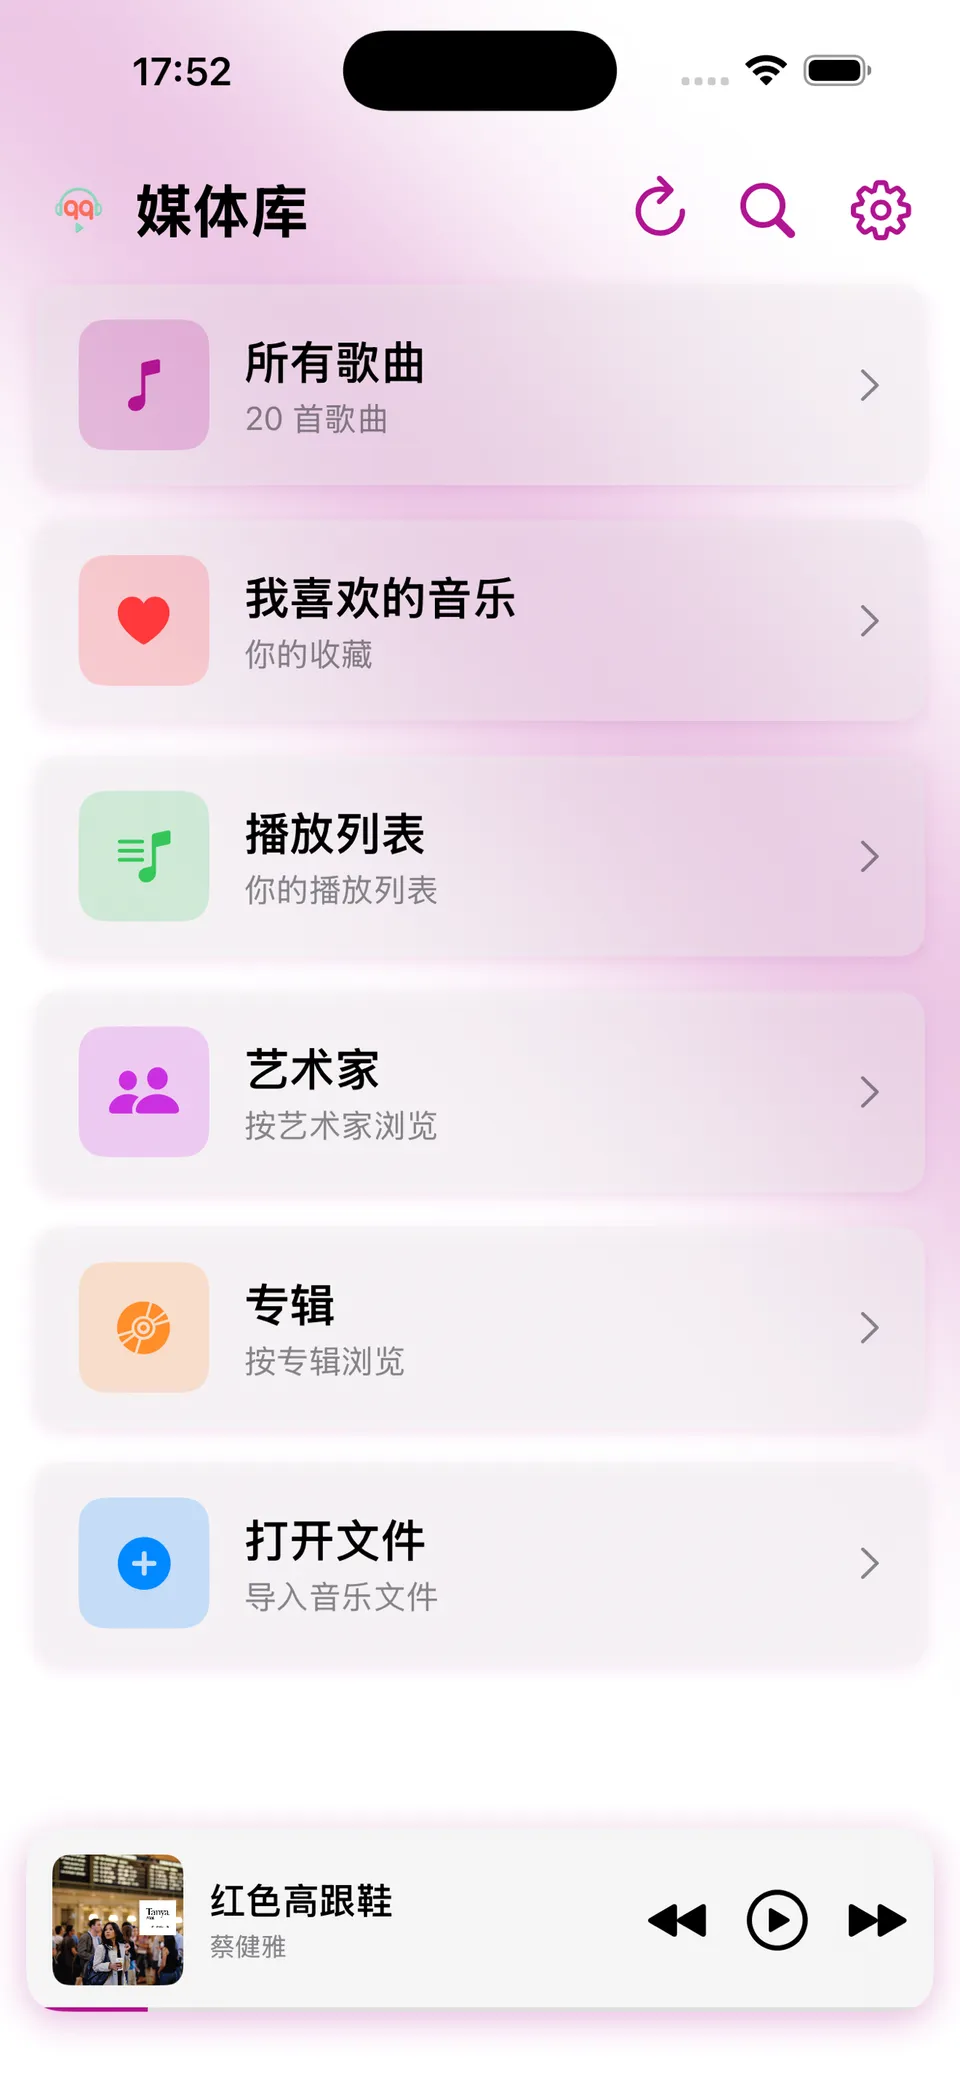 17:52
qq
媒体库
所有歌曲
20 首歌曲
我喜欢的音乐
你的收藏
播放列表
你的播放列表
艺术家
按艺术家浏览
专辑
按专辑浏览
打开文件
导入音乐文件
Tanya
红色高跟鞋
蔡健雅